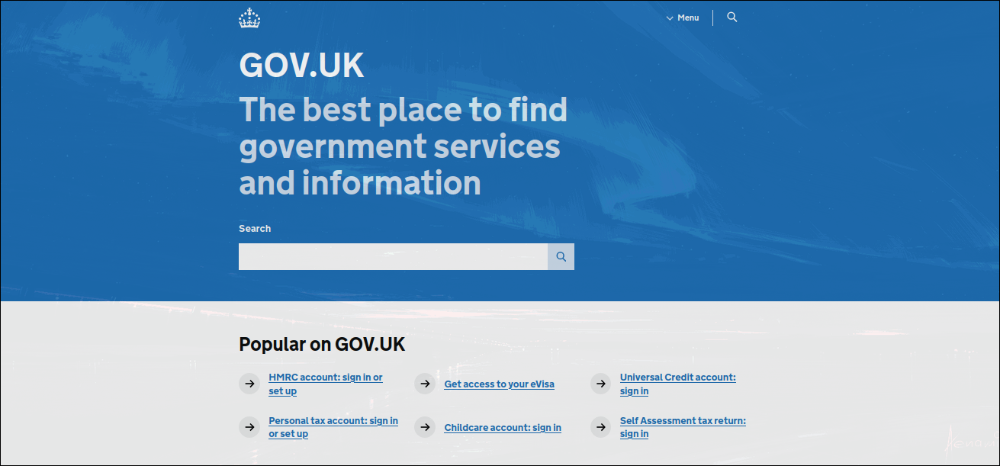 Menu
GOV.UK
The best place to find
government services
and information
Search
Popular on GOV.UK
HMRC account: sign in or
set up
Get access to your eVisa
Universal Credit account:
sign in
Personal tax account: sign in
or set up
Childcare account: sign in
Self Assessment tax return:
sign in